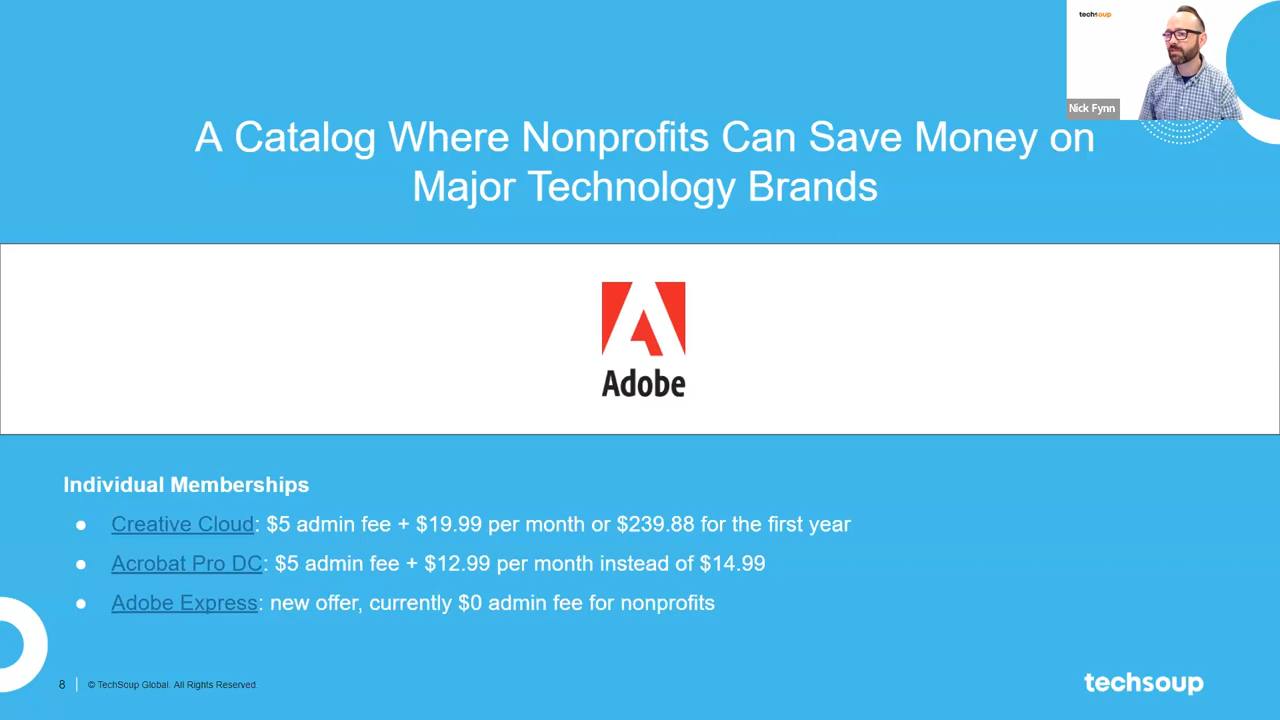 techsoup
Nick Fynn
A Catalog Where Nonprofits Can Save Money on
Major Technology Brands
Adobe
Individual Memberships
● Creative Cloud: $5 admin fee + $19.99 per month or $239.88 for the first year
● Acrobat Pro DC: $5 admin fee + $12.99 per month instead of $14.99
● Adobe Express: new offer, currently $0 admin fee for nonprofits
8 | © TechSoup Global. All Rights Reserved.
techsoup